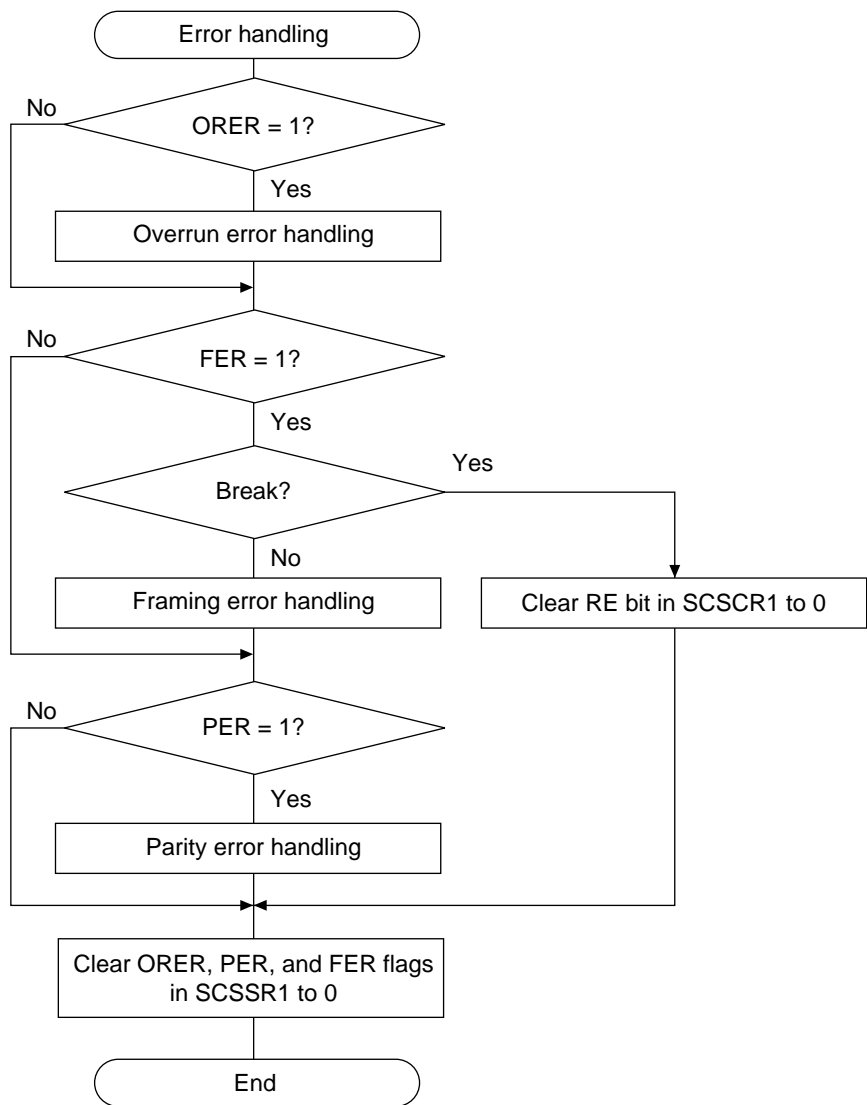 Error handling
No
ORER = 1?
Yes
Overrun error handling
No
FER = 1?
Yes
Yes
Break?
No
Framing error handling
Clear RE bit in SCSCR1 to 0
No
PER = 1?
Yes
Parity error handling
Clear ORER, PER, and FER flags
in SCSSR1 to 0
End